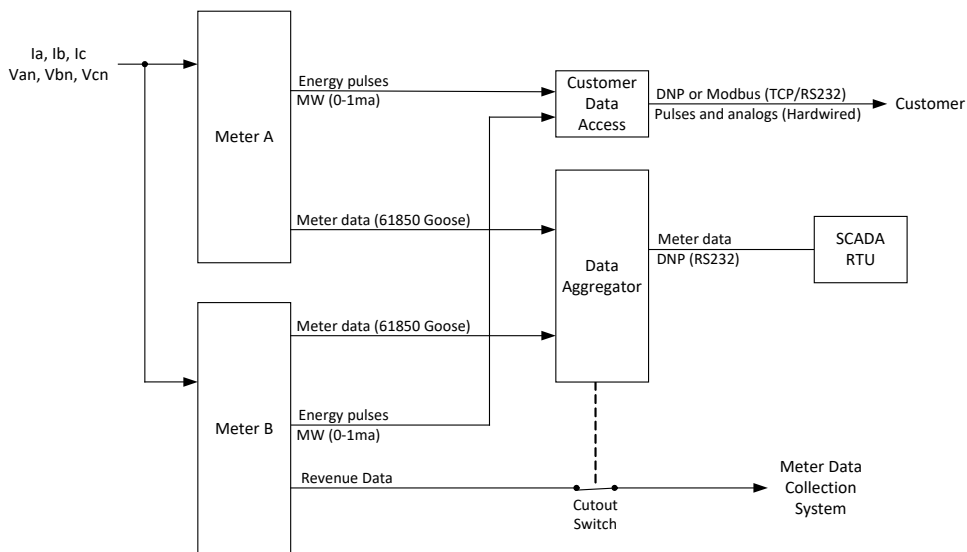 Ia, Ib, Ic
Van, Vbn, Vcn
Meter A
Energy pulses
MW (0-1ma)
Customer
Data
Access
DNP or Modbus (TCP/RS232)
Pulses and analogs (Hardwired)
Customer
Meter data (61850 Goose)
Data
Aggregator
Meter data
DNP (RS232)
SCADA
RTU
Meter data (61850 Goose)
Meter B
Energy pulses
MW (0-1ma)
Revenue Data
Cutout
Switch
Meter Data
Collection
System